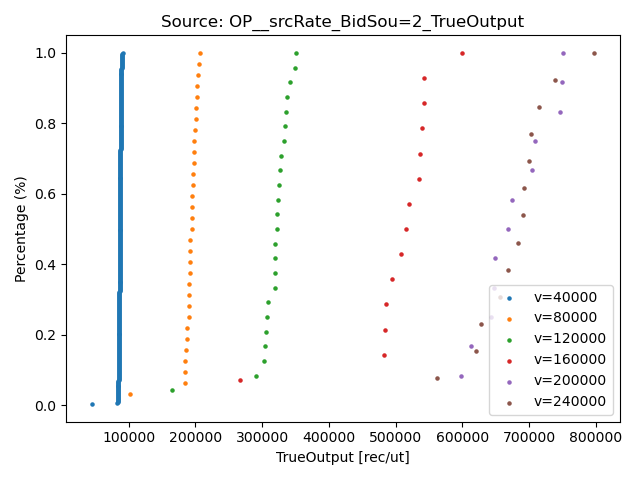 Source: OP__srcRate_BidSou=2_TrueOutput
Percentage (%)
1.0
0.8
0.6
0.4
0.2
0.0
v=40000
v=80000
v=120000
v=160000
v=200000
v=240000
100000 200000 300000 400000 500000 600000 700000 800000
TrueOutput [rec/ut]